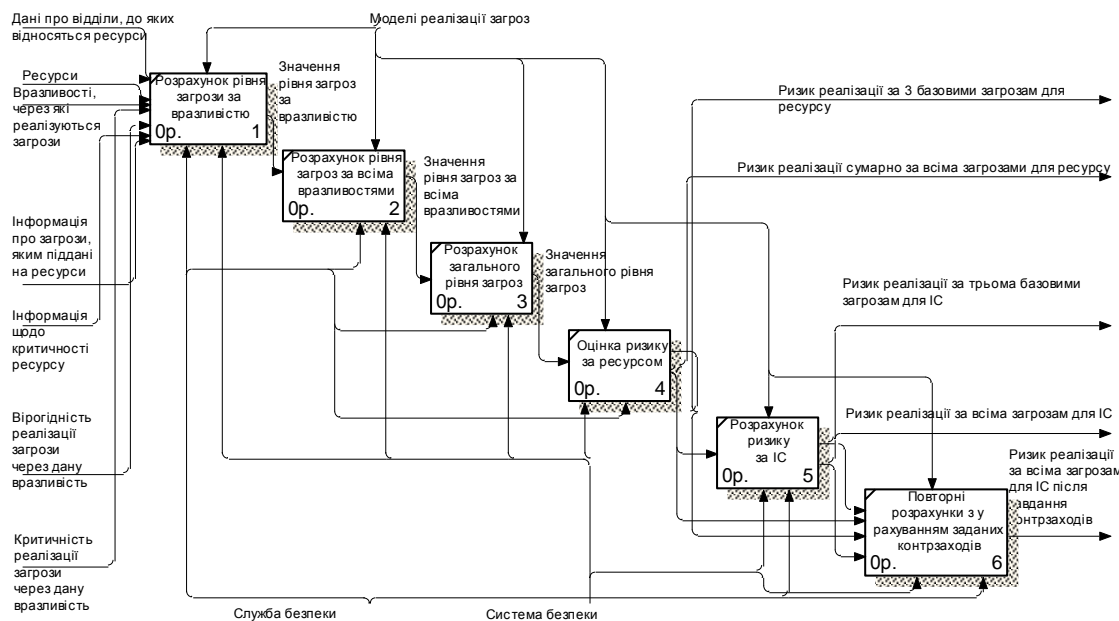 Дані про відділи, до яких
відносяться ресурси
Моделі реалізації загроз
Ресурси
Вразливості,
через які
реалізуються
загрози
Розрахунок рівня
загрози за
вразливістю
0р. 1
Значення
рівня загроз
за
вразливістю
Ризик реалізації за 3 базовими загрозам для
ресурсу
Розрахунок рівня
загроз за всіма
вразливостями
0р. 2
Значення
рівня загроз за
всіма
вразливостями
Ризик реалізації сумарно за всіма загрозами для ресурсу
Інформація
про загрози,
яким піддані
на ресурси
Розрахунок
загального
рівня загроз
0р. 3
Значення
загального рівня
загроз
Ризик реалізації за трьома базовими
загрозам для ІС
Інформація
щодо
критичності
ресурсу
Оцінка ризику
за ресурсом
0р. 4
Вірогідність
реалізації
загрози
через дану
вразливість
Розрахунок
ризику
за ІС
0р. 5
Ризик реалізації за всіма загрозам для ІС
Ризик реалізації
за всіма загрозам
для ІС після
авдання
онтрзаходів
Повторні
розрахунки з у
рахуванням заданих
контрзаходів
0р. 6
Критичність
реалізації
загрози
через дану
вразливість
Служба безпеки
Система безпеки